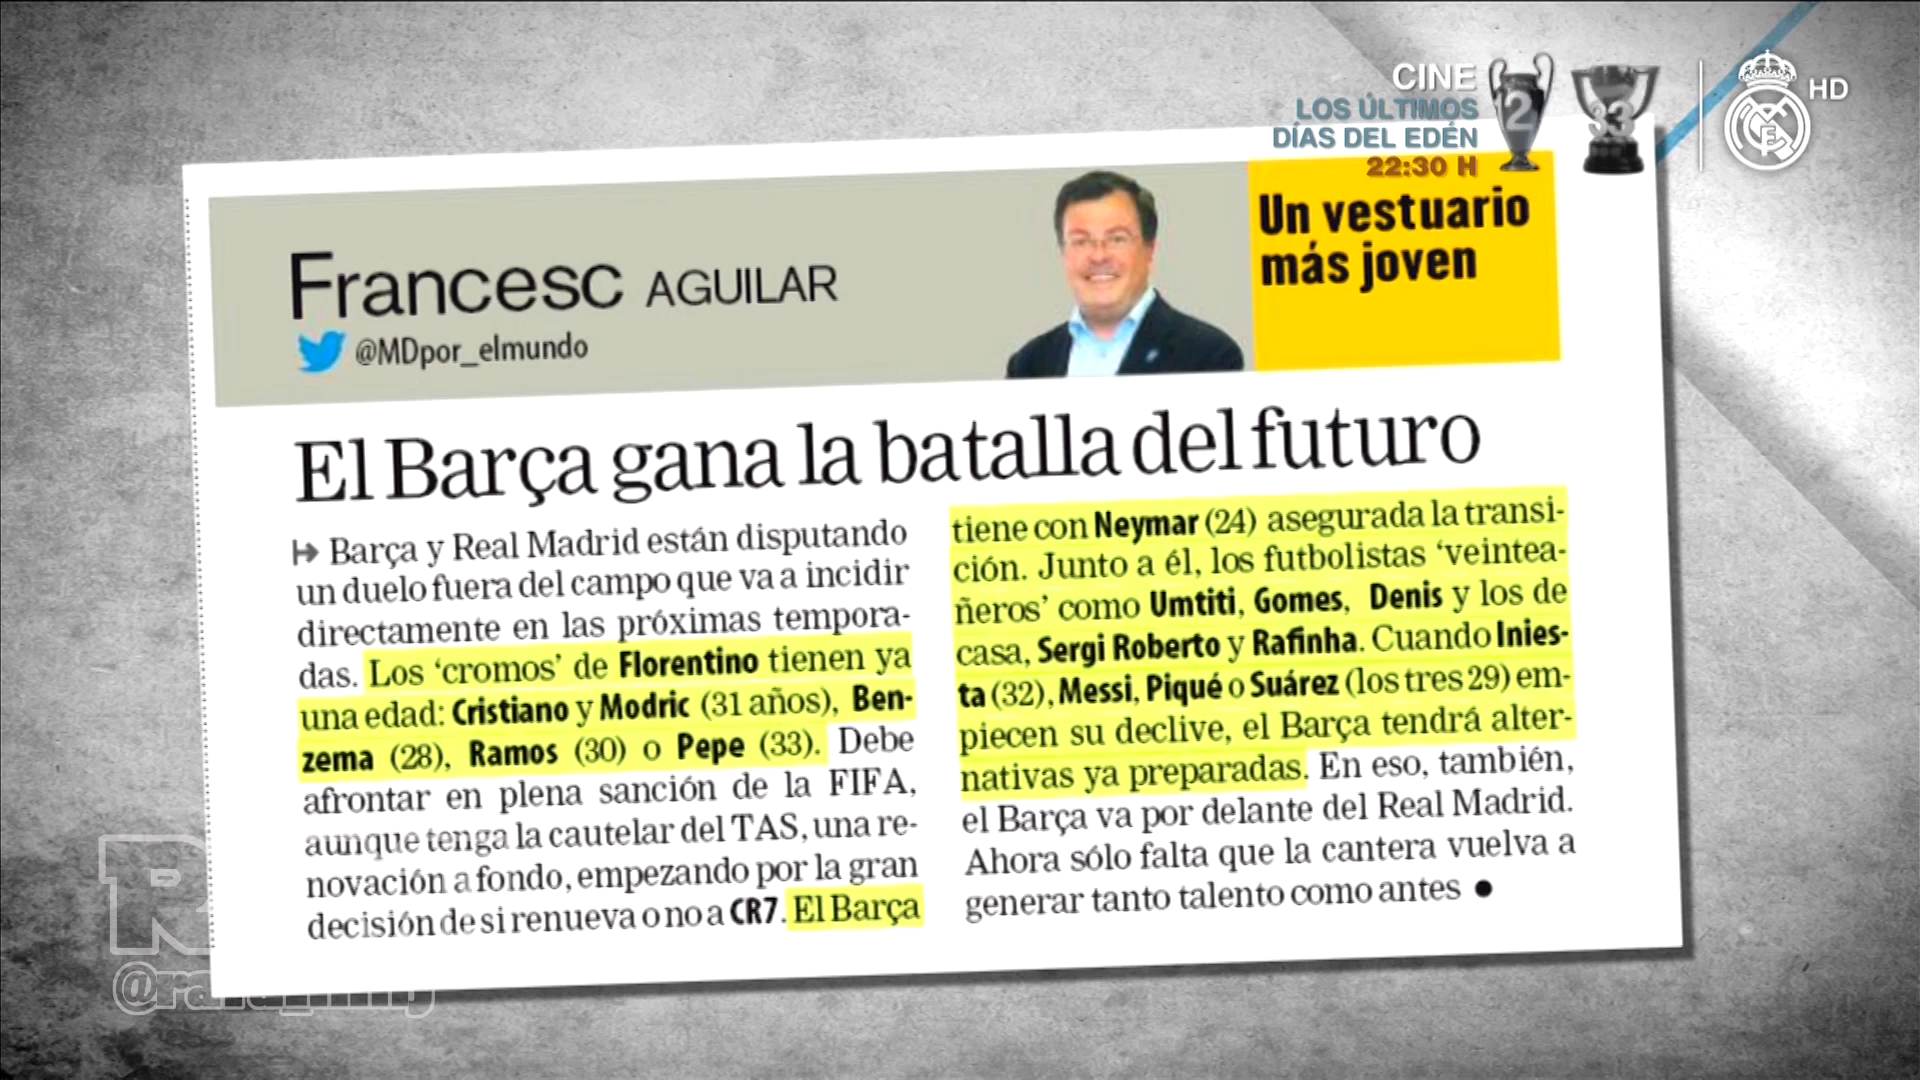 CINE
LOS ÚLTIMOS
DÍAS DEL EDÉN
22:30 H
2
33
HD
Francesc AGUILAR
@MDpor_elmundo
Un vestuario
más joven
El Barça gana la batalla del futuro
Barça y Real Madrid están disputando
un duelo fuera del campo que va a incidir
directamente en las próximas tempora-
das. Los ‘cromos’ de Florentino tienen ya
una edad: Cristiano y Modric (31 años), Ben-
zema (28), Ramos (30) o Pepe (33). Debe
afrontar en plena sanción de la FIFA,
aunque tenga la cautelar del TAS, una re-
novación a fondo, empezando por la gran
decisión de si renueva o no a CR7. El Barça
tiene con Neymar (24) asegurada la transi-
ción. Junto a él, los futbolistas ‘veintea-
ñeros’ como Umtiti, Gomes, Denis y los de
casa, Sergi Roberto y Rafinha. Cuando Inies-
ta (32), Messi, Piqué o Suárez (los tres 29) em-
piecen su declive, el Barça tendrá alter-
nativas ya preparadas. En eso, también,
el Barça va por delante del Real Madrid.
Ahora sólo falta que la cantera vuelva a
generar tanto talento como antes